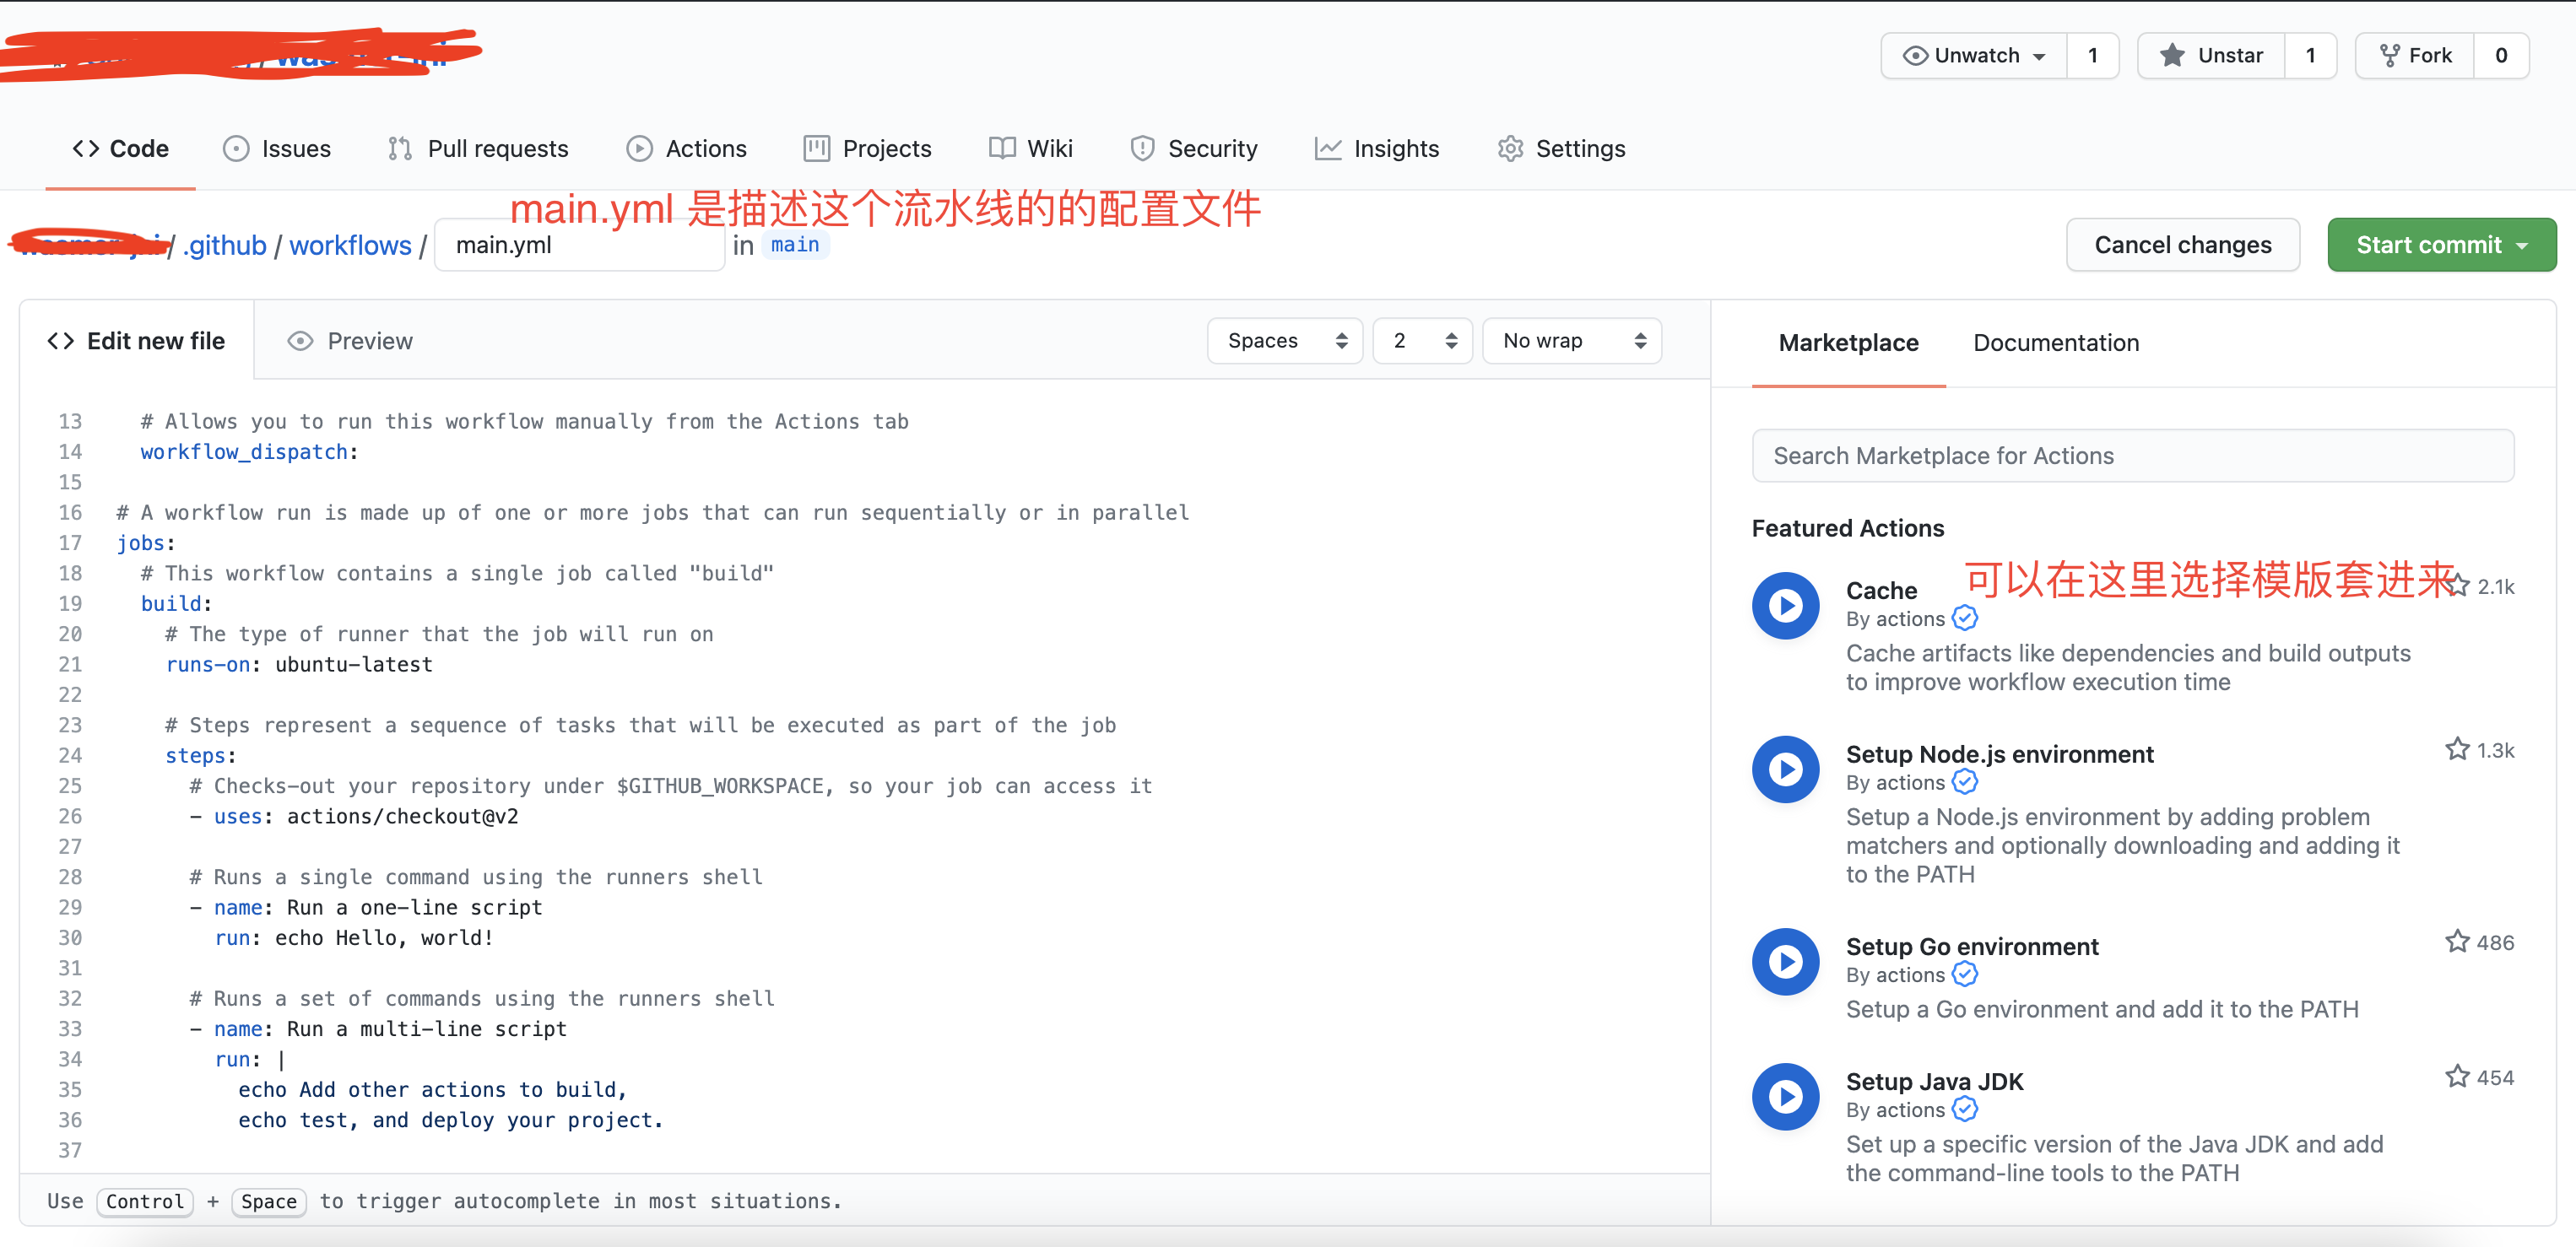 Unwatch 1 Unstar 1 Fork 0
Code Issues Pull requests Actions Projects Wiki Security Insights Settings
main.yml 是描述这个流水线的的配置文件
/ .github / workflows / main.yml in main Cancel changes Start commit
Edit new file Preview Spaces 2 No wrap
13 # Allows you to run this workflow manually from the Actions tab
14 workflow_dispatch:
15
16 # A workflow run is made up of one or more jobs that can run sequentially or in parallel
17 jobs:
18 # This workflow contains a single job called "build"
19 build:
20 # The type of runner that the job will run on
21 runs-on: ubuntu-latest
22
23 # Steps represent a sequence of tasks that will be executed as part of the job
24 steps:
25 # Checks-out your repository under $GITHUB_WORKSPACE, so your job can access it
26 - uses: actions/checkout@v2
27
28 # Runs a single command using the runners shell
29 - name: Run a one-line script
30 run: echo Hello, world!
31
32 # Runs a set of commands using the runners shell
33 - name: Run a multi-line script
34 run: |
35 echo Add other actions to build,
36 echo test, and deploy your project.
37
Use Control + Space to trigger autocomplete in most situations.
Marketplace Documentation
Search Marketplace for Actions
Featured Actions
可以在这里选择模版套进来
Cache 2.1k
By actions
Cache artifacts like dependencies and build outputs
to improve workflow execution time
Setup Node.js environment 1.3k
By actions
Setup a Node.js environment by adding problem
matchers and optionally downloading and adding it
to the PATH
Setup Go environment 486
By actions
Setup a Go environment and add it to the PATH
Setup Java JDK 454
By actions
Set up a specific version of the Java JDK and add
the command-line tools to the PATH